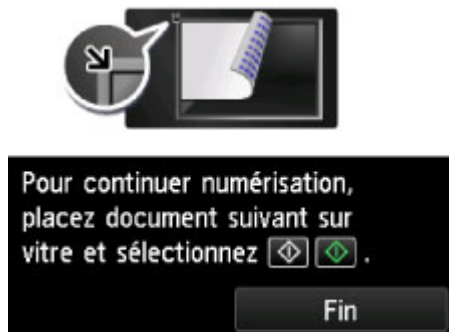 Pour continuer numérisation,
placez document suivant sur
vitre et sélectionnez .
Fin